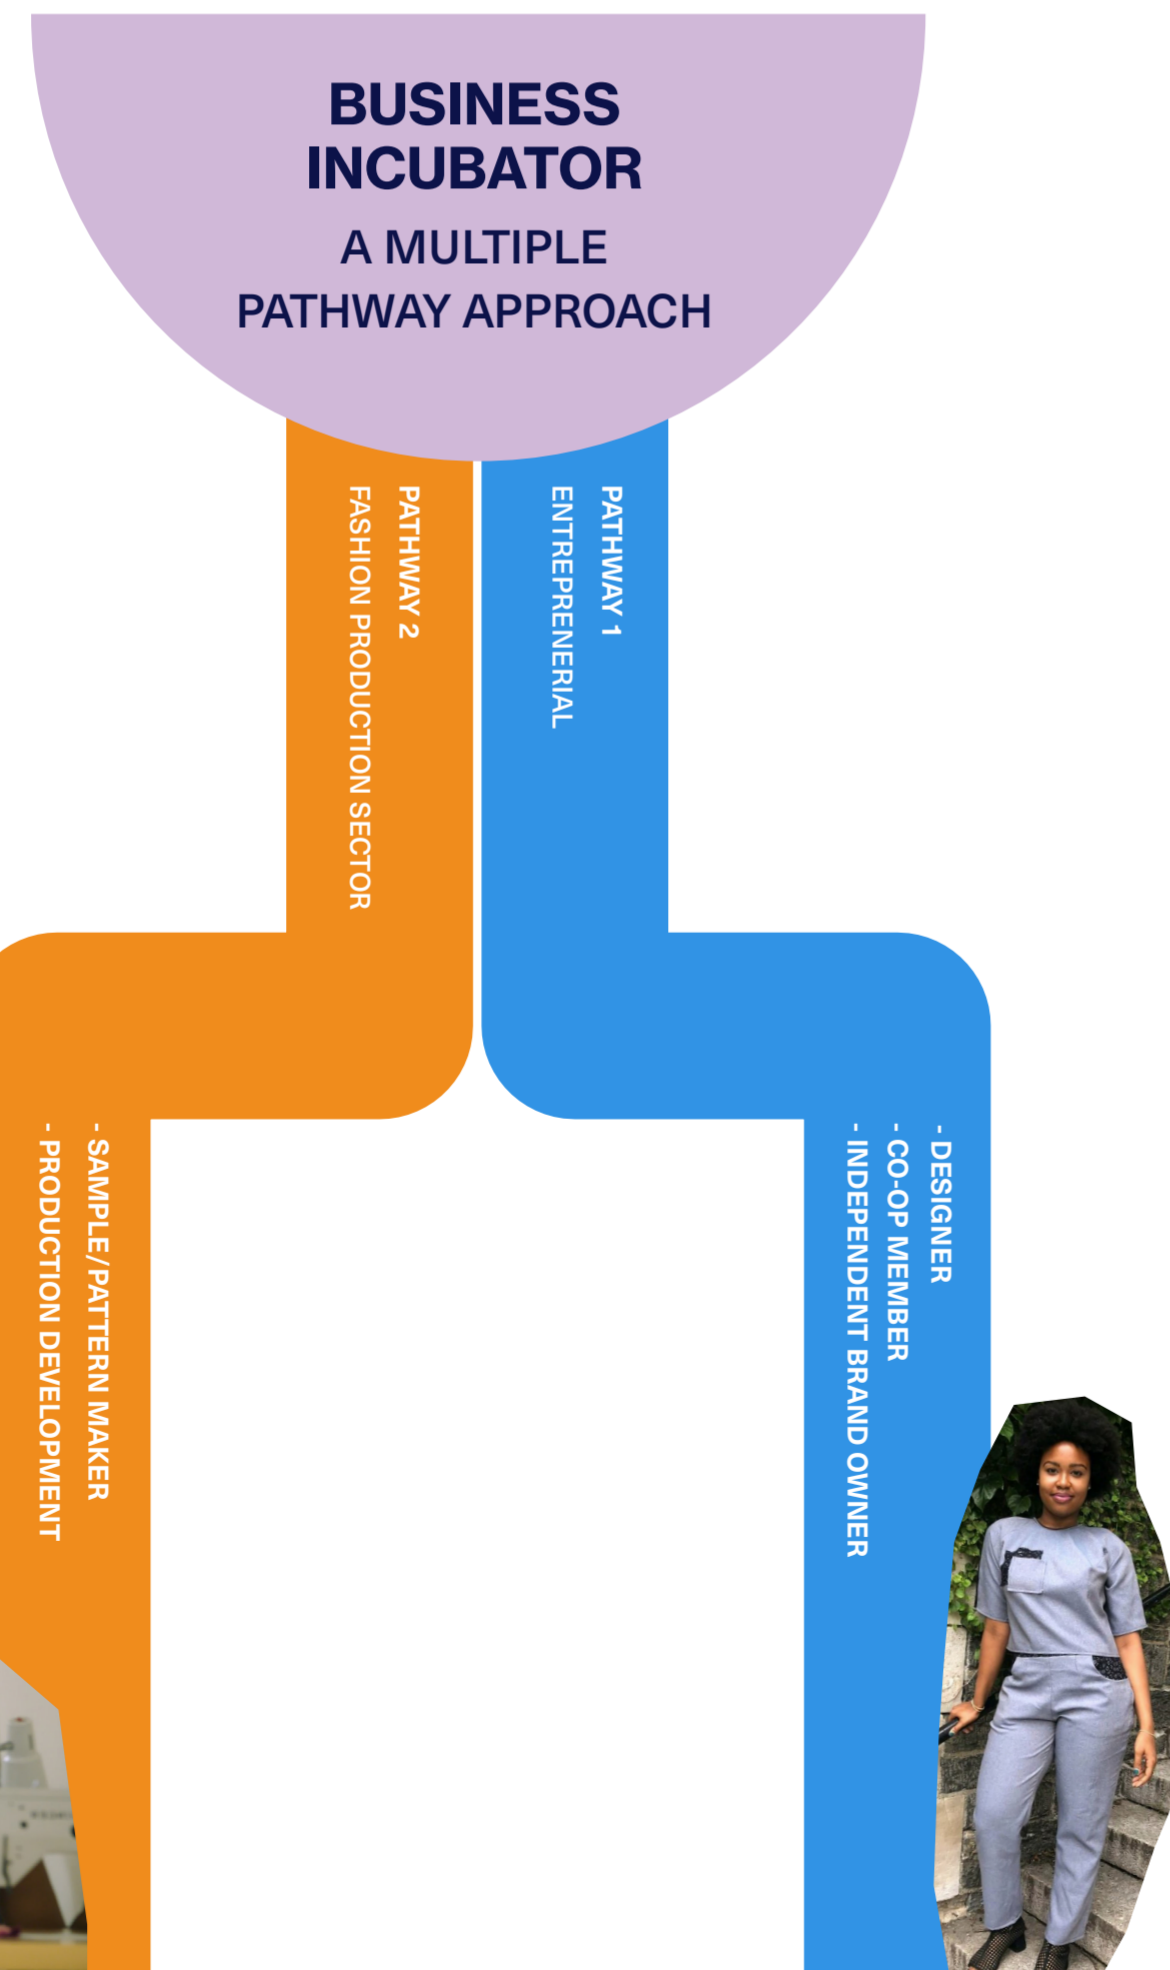 BUSINESS
INCUBATOR
A MULTIPLE
PATHWAY APPROACH
PATHWAY 1
ENTREPRENERIAL
PATHWAY 2
FASHION PRODUCTION SECTOR
- DESIGNER
- CO-OP MEMBER
- INDEPENDENT BRAND OWNER
- SAMPLE/PATTERN MAKER
- PRODUCTION DEVELOPMENT